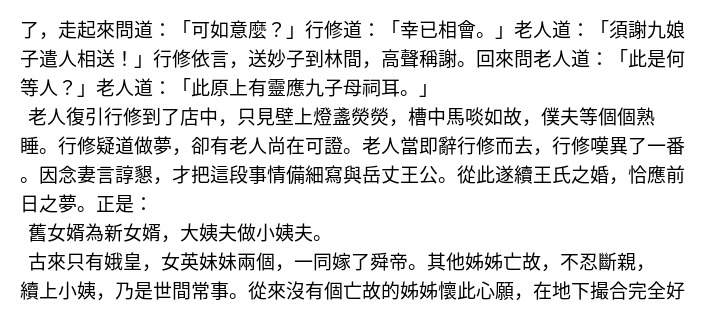 了，走起來問道：「可如意麼？」行修道：「幸已相會。」老人道：「須謝九娘
子遣人相送！」行修依言，送妙子到林間，高聲稱謝。回來問老人道：「此是何
等人？」老人道：「此原上有靈應九子母祠耳。」
老人復引行修到了店中，只見壁上燈盞熒熒，槽中馬啖如故，僕夫等個個熟
睡。行修疑道做夢，卻有老人尚在可證。老人當即辭行修而去，行修嘆異了一番
。因念妻言諄懇，才把這段事情備細寫與岳丈王公。從此遂續王氏之婚，恰應前
日之夢。正是：
舊女婿為新女婿，大姨夫做小姨夫。
古來只有娥皇，女英妹妹兩個，一同嫁了舜帝。其他姊姊亡故，不忍斷親，
續上小姨，乃是世間常事。從來沒有個亡故的姊姊懷此心願，在地下撮合完全好